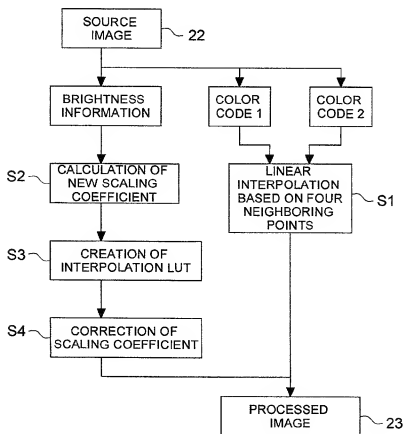 SOURCE
IMAGE
22
BRIGHTNESS
INFORMATION
COLOR
CODE 1
COLOR
CODE 2
S2
CALCULATION OF
NEW SCALING
COEFFICIENT
LINEAR
INTERPOLATION
BASED ON FOUR
NEIGHBORING
POINTS
S1
S3
CREATION OF
INTERPOLATION LUT
S4
CORRECTION OF
SCALING COEFFICIENT
PROCESSED
IMAGE
23